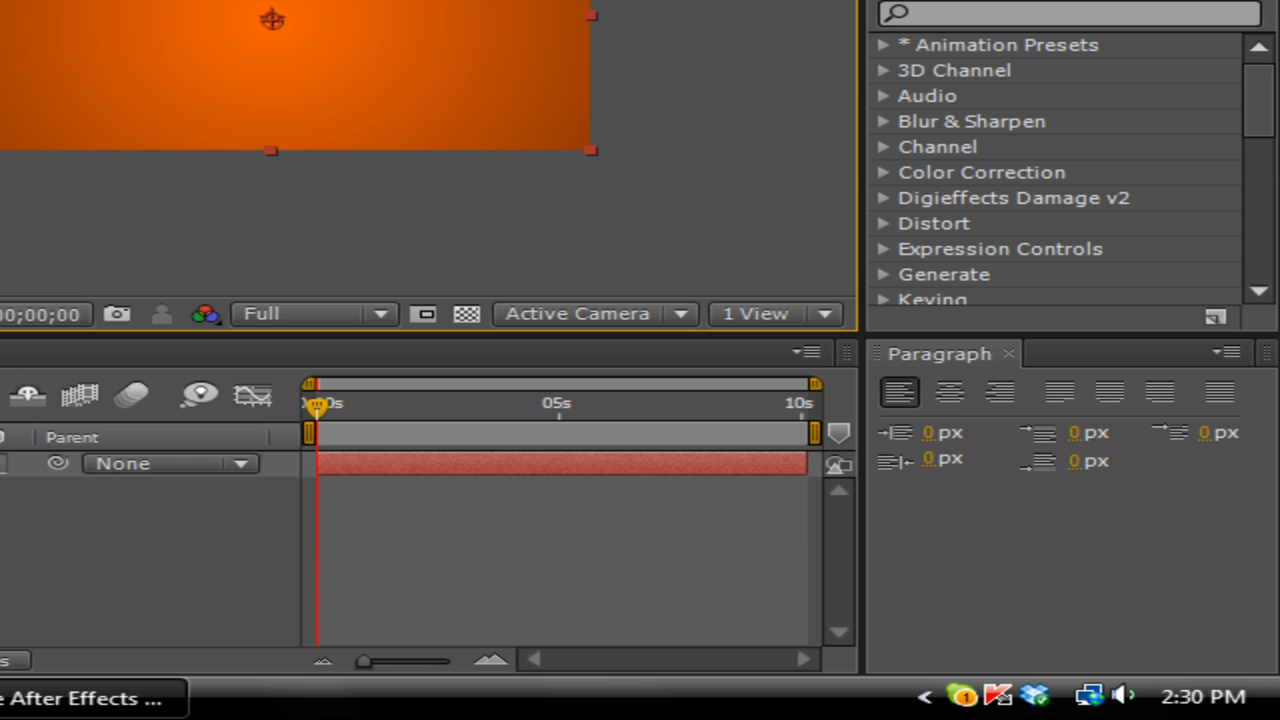 * Animation Presets
3D Channel
Audio
Blur & Sharpen
Channel
Color Correction
Digieffects Damage v2
Distort
Expression Controls
Generate
Keying
00;00;00
Full
Active Camera
1 View
Paragraph
05s
10s
Parent
None
0 px
0 px
0 px
0 px
0 px
After Effects ...
1
2:30 PM